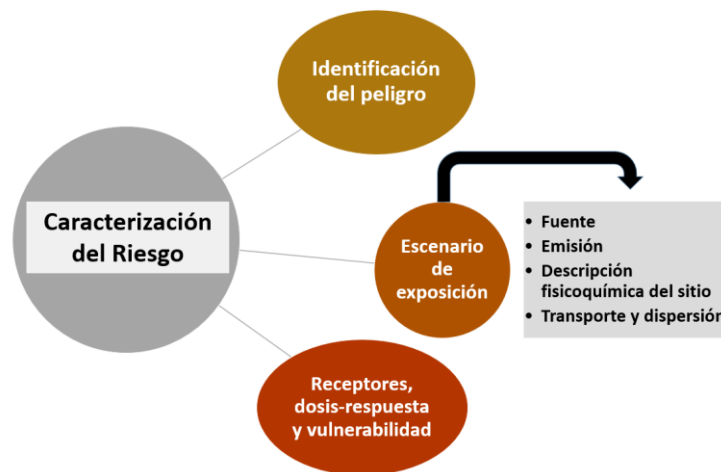 Identificación
del peligro
Caracterización
del Riesgo
Escenario
de
exposición
• Fuente
• Emisión
• Descripción
fisicoquímica del sitio
• Transporte y dispersión
Receptores,
dosis-respuesta
y vulnerabilidad